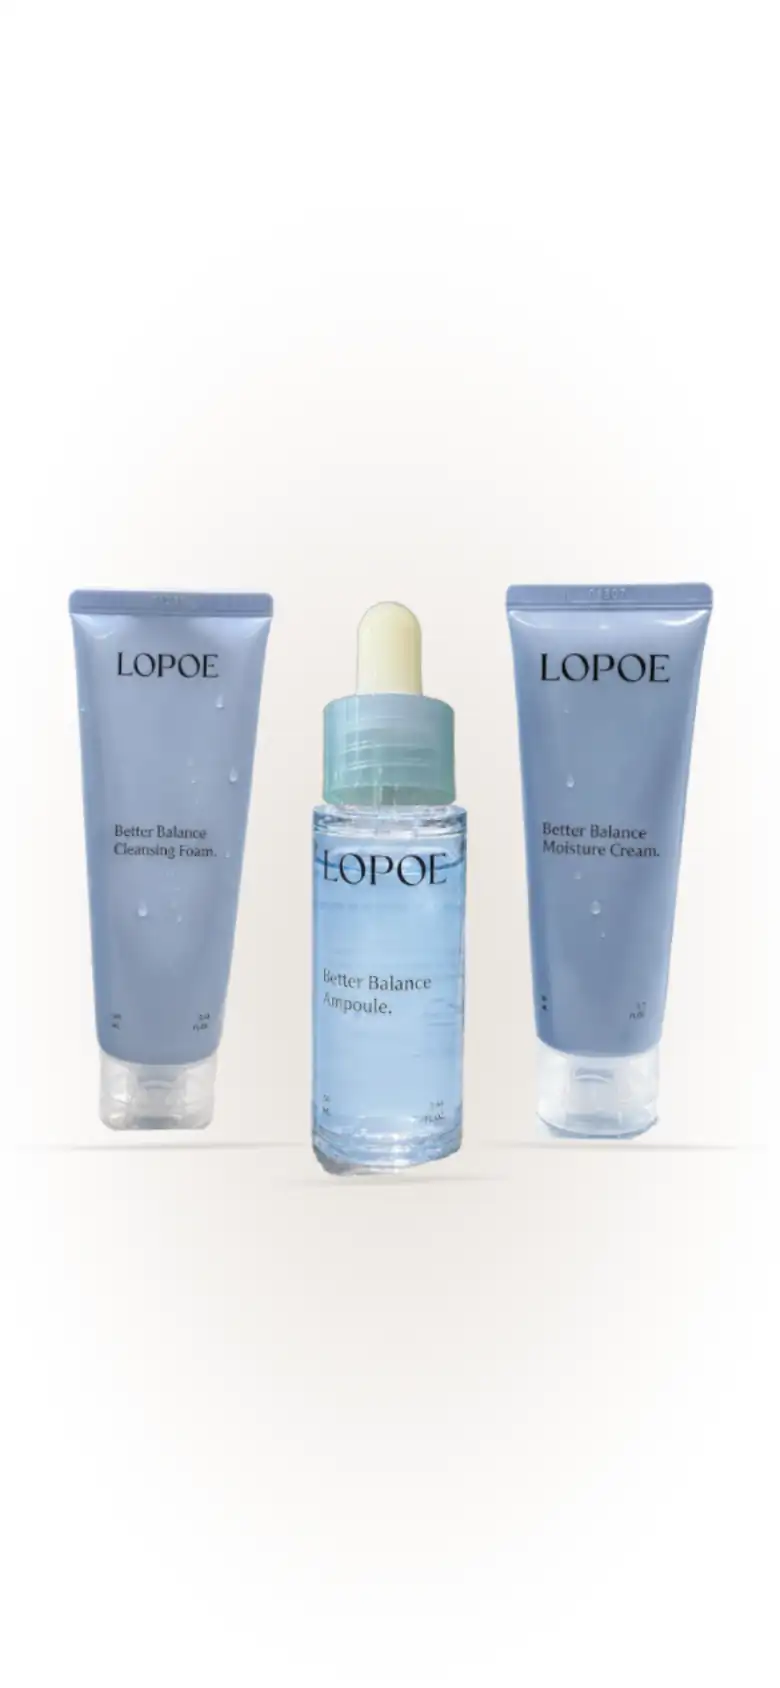 LOPOE
Better Balance
Cleansing Foam.
LOPOE
Better Balance
Ampoule.
LOPOE
Better Balance
Moisture Cream.